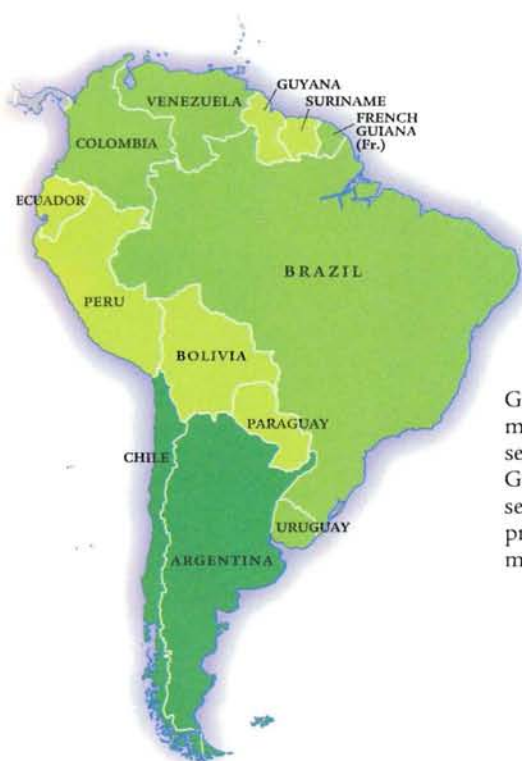 GUYANA
VENEZUELA
SURINAME
FRENCH
GUIANA
(Fr.)
COLOMBIA
ECUADOR
BRAZIL
PERU
BOLIVIA
PARAGUAY
CHILE
URUGUAY
ARGENTINA